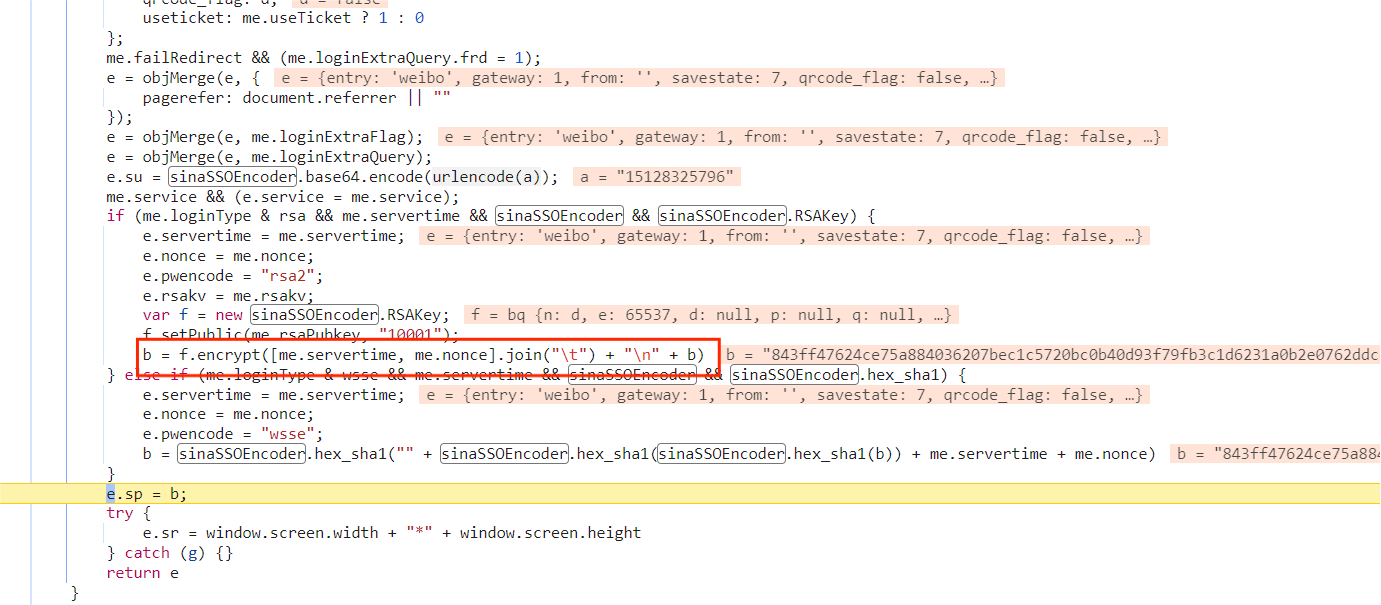 useticket: me.useTicket ? 1 : 0
};
me.failRedirect && (me.loginExtraQuery.frd = 1);
e = objMerge(e, { e = {entry: 'weibo', gateway: 1, from: '', savestate: 7, qrcode_flag: false, …}
pagerefer: document.referrer || ""
});
e = objMerge(e, me.loginExtraFlag); e = {entry: 'weibo', gateway: 1, from: '', savestate: 7, qrcode_flag: false, …}
e = objMerge(e, me.loginExtraQuery);
e.su = sinaSSOEncoder.base64.encode(urlencode(a)); a = "15128325796"
me.service && (e.service = me.service);
if (me.loginType & rsa && me.servertime && sinaSSOEncoder && sinaSSOEncoder.RSAKey) {
e.servertime = me.servertime; e = {entry: 'weibo', gateway: 1, from: '', savestate: 7, qrcode_flag: false, …}
e.nonce = me.nonce;
e.pwencode = "rsa2";
e.rsakv = me.rsakv;
var f = new sinaSSOEncoder.RSAKey; f = bq {n: d, e: 65537, d: null, p: null, q: null, …}
f.setPublic(me.rsaPubkey, "10001");
b = f.encrypt([me.servertime, me.nonce].join("\t") + "\n" + b) b = "843ff47624ce75a884036207bec1c5720bc0b40d93f79fb3c1d6231a0b2e0762ddc
} else if (me.loginType & wsse && me.servertime && sinaSSOEncoder && sinaSSOEncoder.hex_sha1) {
e.servertime = me.servertime; e = {entry: 'weibo', gateway: 1, from: '', savestate: 7, qrcode_flag: false, …}
e.nonce = me.nonce;
e.pwencode = "wsse";
b = sinaSSOEncoder.hex_sha1("" + sinaSSOEncoder.hex_sha1(sinaSSOEncoder.hex_sha1(b)) + me.servertime + me.nonce) b = "843ff47624ce75a884
}
e.sp = b;
try {
e.sr = window.screen.width + "*" + window.screen.height
} catch (g) {}
return e
}